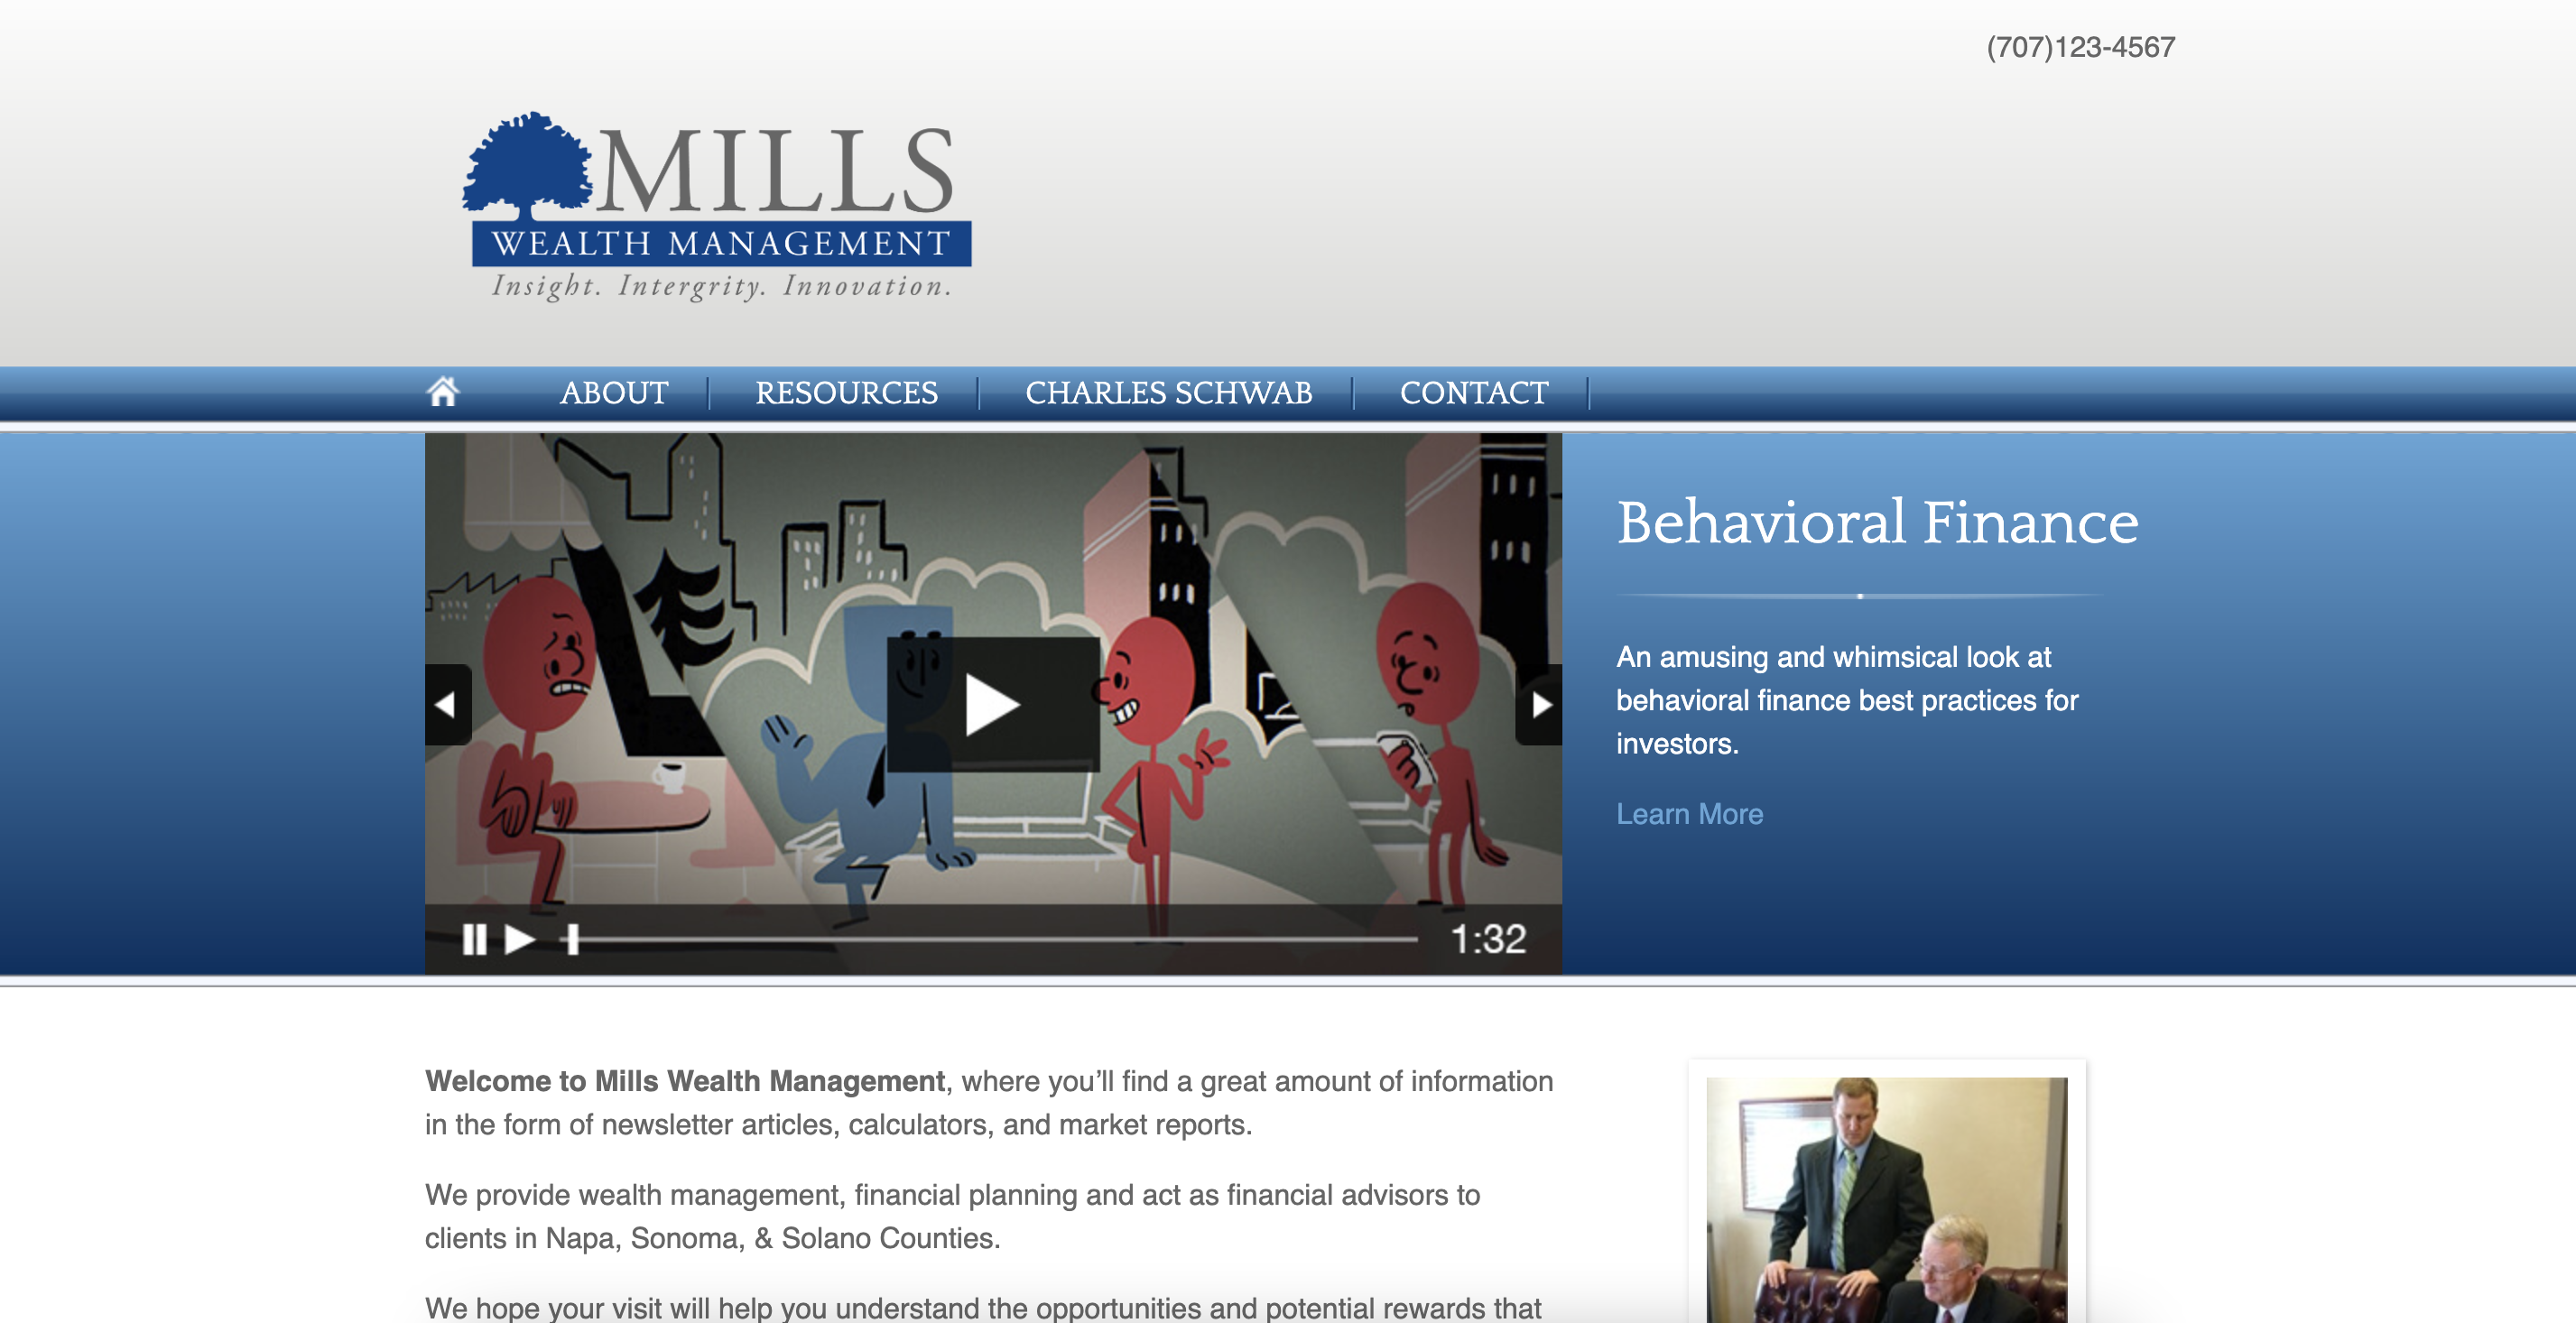 (707)123-4567
MILLS
WEALTH MANAGEMENT
Insight. Intergrity. Innovation.
ABOUT RESOURCES CHARLES SCHWAB CONTACT
Behavioral Finance
An amusing and whimsical look at
behavioral finance best practices for
investors.
Learn More
1:32
Welcome to Mills Wealth Management, where you’ll find a great amount of information
in the form of newsletter articles, calculators, and market reports.
We provide wealth management, financial planning and act as financial advisors to
clients in Napa, Sonoma, & Solano Counties.
We hope your visit will help you understand the opportunities and potential rewards that